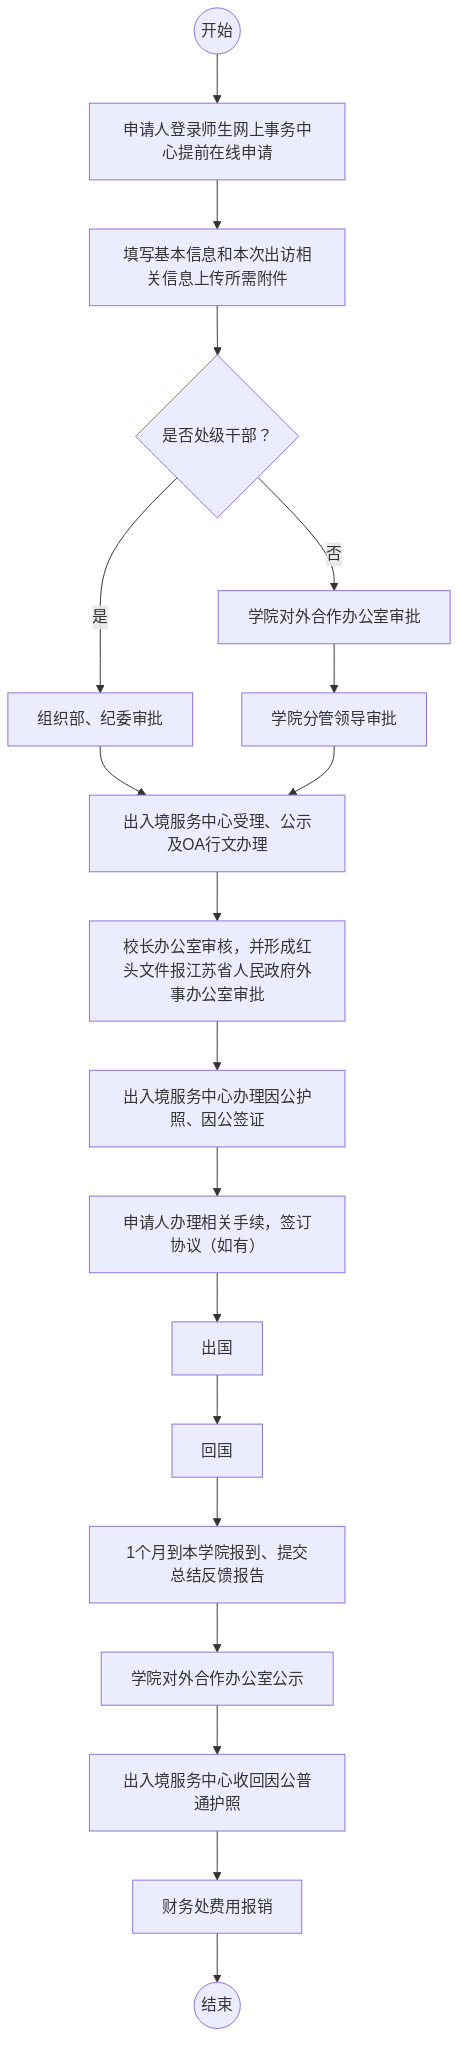 开始
申请人登录师生网上事务中
心提前在线申请
填写基本信息和本次出访相
关信息上传所需附件
是否处级干部？
否
是
学院对外合作办公室审批
组织部、纪委审批
学院分管领导审批
出入境服务中心受理、公示
及OA行文办理
校长办公室审核，并形成红
头文件报江苏省人民政府外
事办公室审批
出入境服务中心办理因公护
照、因公签证
申请人办理相关手续，签订
协议（如有）
出国
回国
1个月到本学院报到、提交
总结反馈报告
学院对外合作办公室公示
出入境服务中心收回因公普
通护照
财务处费用报销
结束